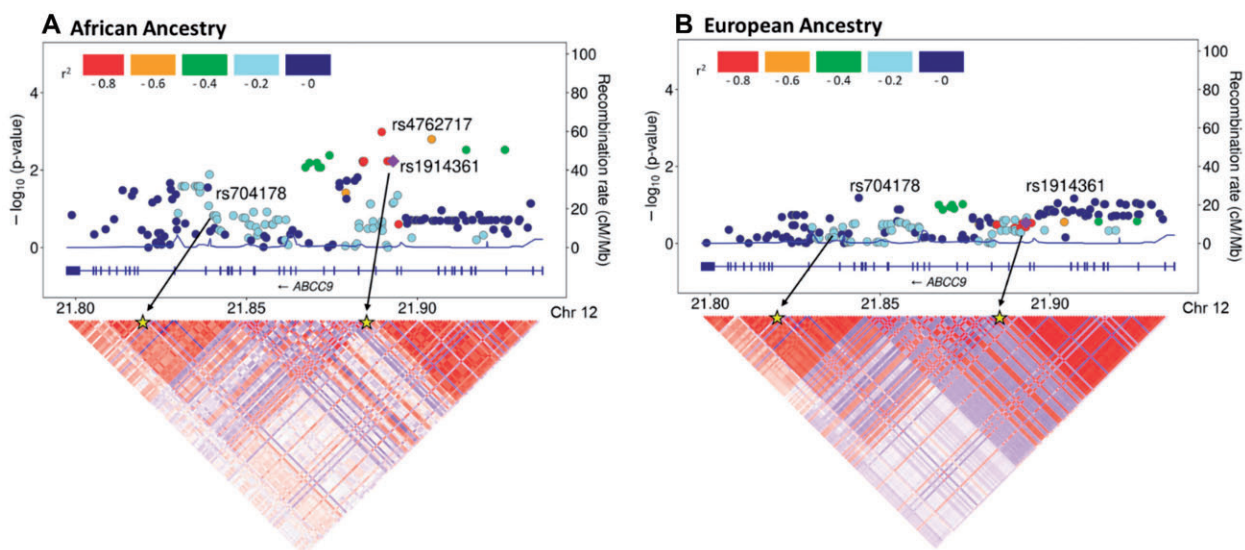 A African Ancestry
r²
- 0.8 - 0.6 - 0.4 - 0.2 - 0
100
80
60
40
20
0
4
2
0
− log₁₀ (p-value)
Recombination rate (cM/Mb)
rs4762717
rs1914361
rs704178
← ABCC9
21.80 21.85 21.90 Chr 12
B European Ancestry
r²
- 0.8 - 0.6 - 0.4 - 0.2 - 0
100
80
60
40
20
0
4
2
0
− log₁₀ (p-value)
Recombination rate (cM/Mb)
rs704178
rs1914361
← ABCC9
21.80 21.85 21.90 Chr 12